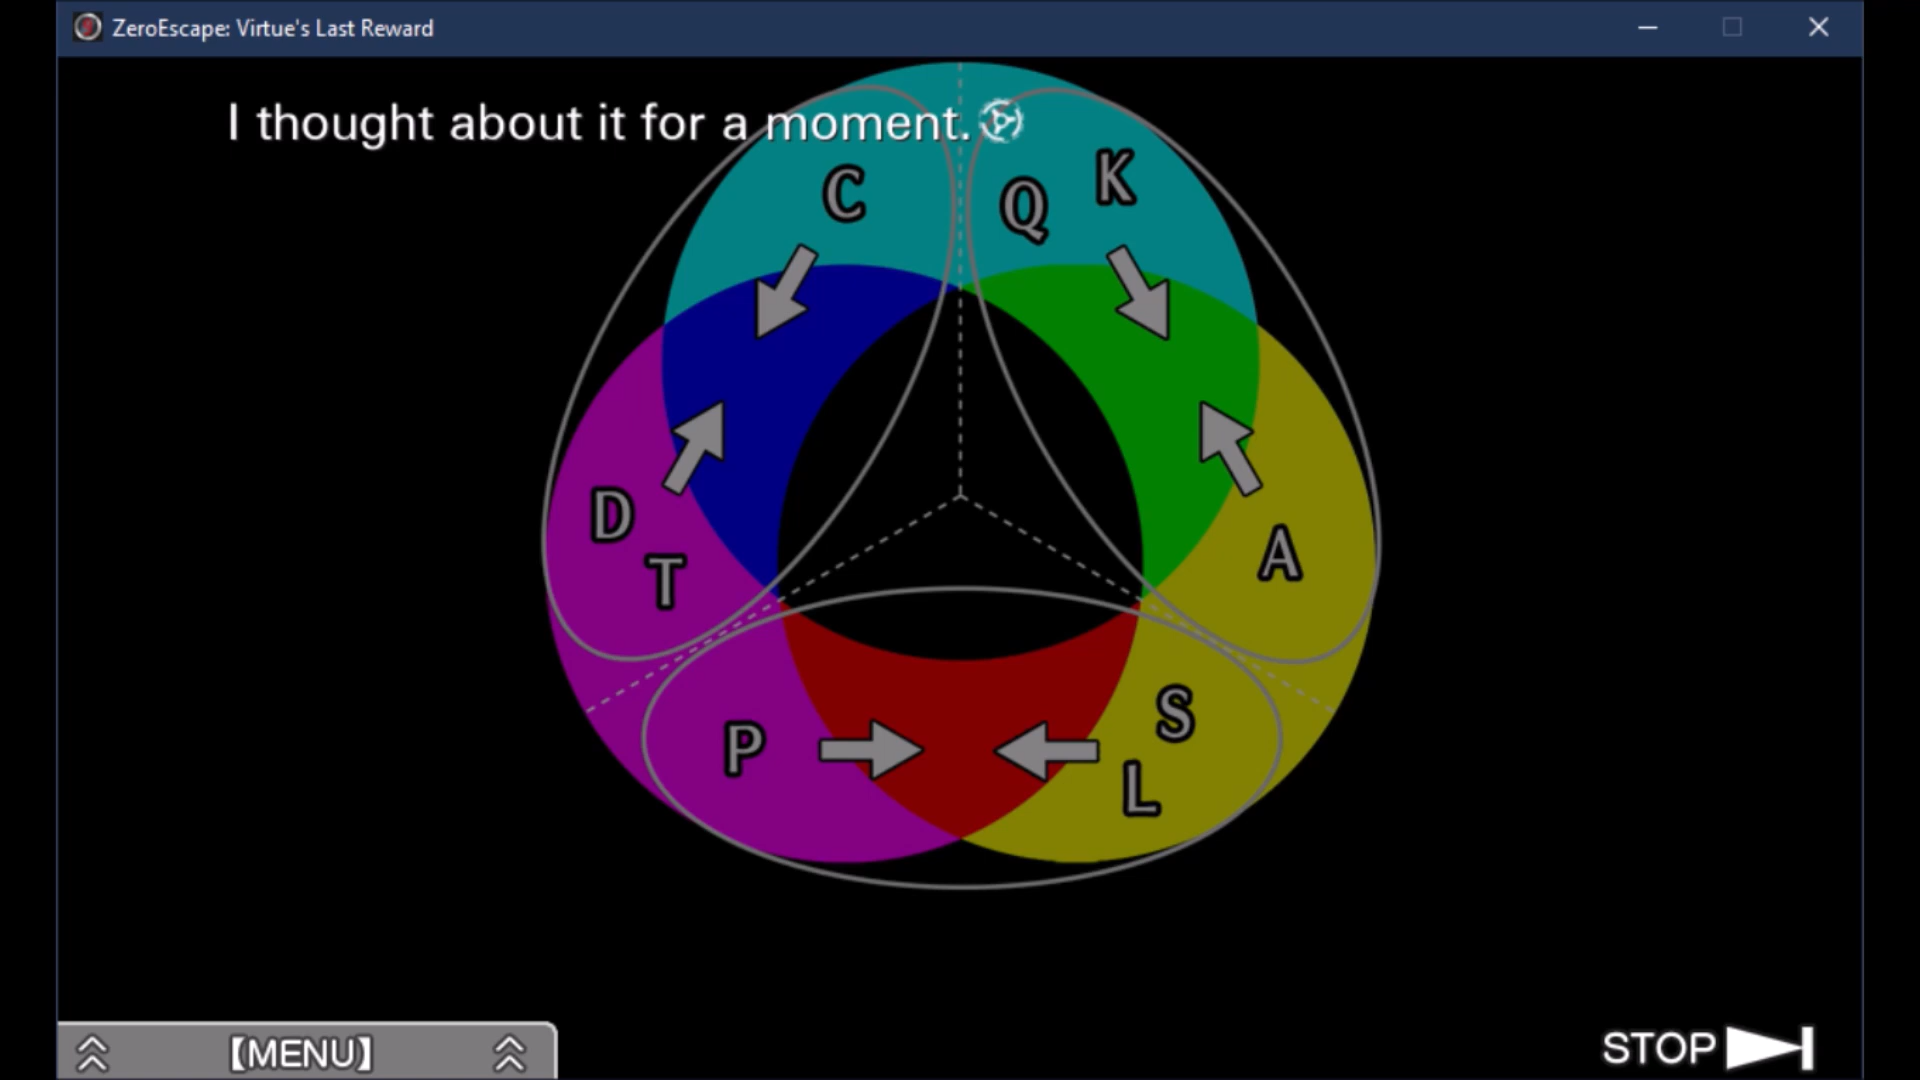 ZeroEscape: Virtue's Last Reward
I thought about it for a moment.
C
Q
K
D
T
A
P
S
L
【MENU】
STOP